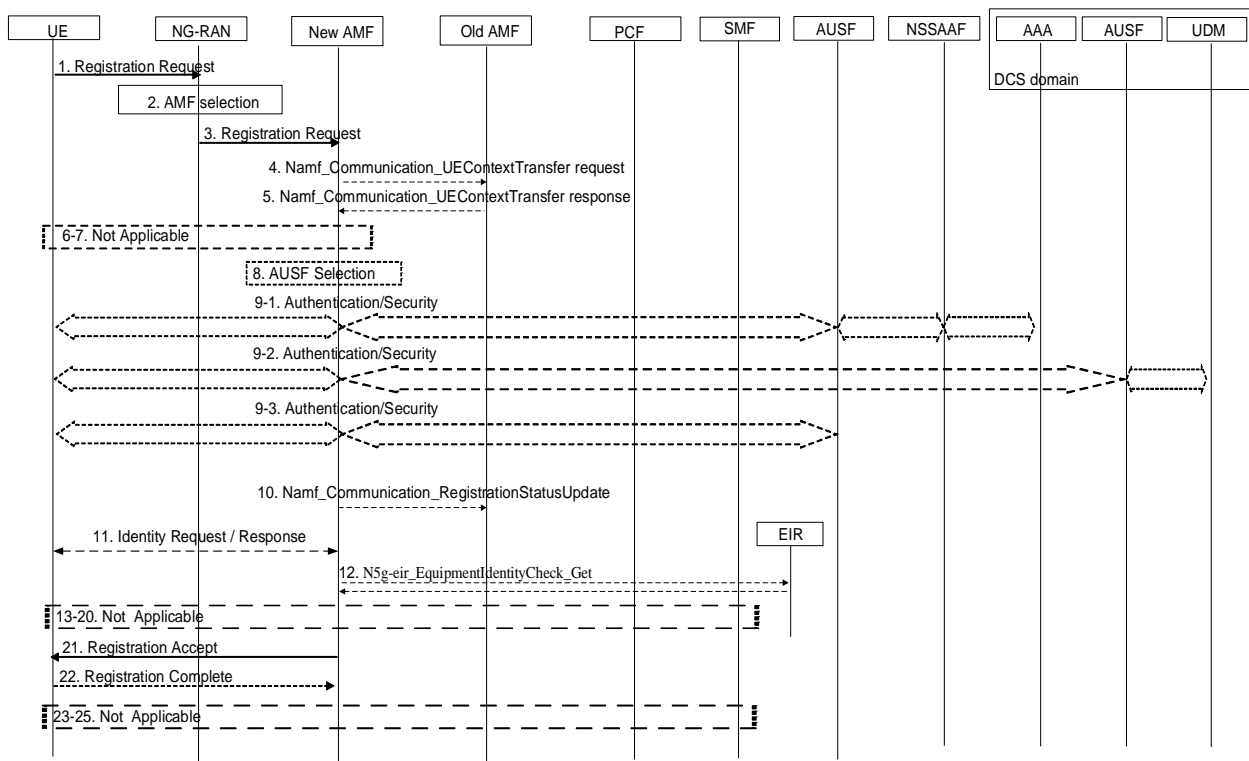 UE
NG-RAN
New AMF
Old AMF
PCF
SMF
AUSF
NSSAAF
AAA
AUSF
UDM
DCS domain
1. Registration Request
2. AMF selection
3. Registration Request
4. Namf_Communication_UEContextTransfer request
5. Namf_Communication_UEContextTransfer response
6-7. Not Applicable
8. AUSF Selection
9-1. Authentication/Security
9-2. Authentication/Security
9-3. Authentication/Security
10. Namf_Communication_RegistrationStatusUpdate
11. Identity Request / Response
EIR
12. N5g-eir_EquipmentIdentityCheck_Get
13-20. Not Applicable
21. Registration Accept
22. Registration Complete
23-25. Not Applicable